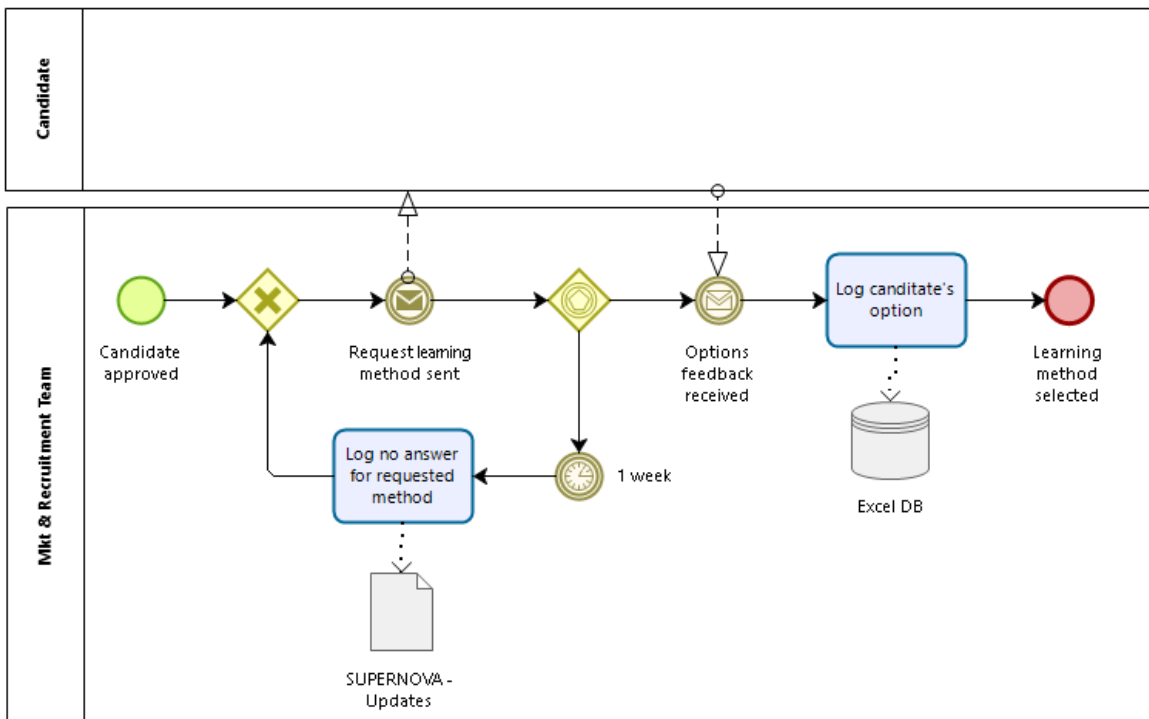 Candidate
Mkt & Recruitment Team
Candidate
approved
Request learning
method sent
Options
feedback
received
Log canditate's
option
Learning
method
selected
Log no answer
for requested
method
1 week
Excel DB
SUPERNOVA -
Updates